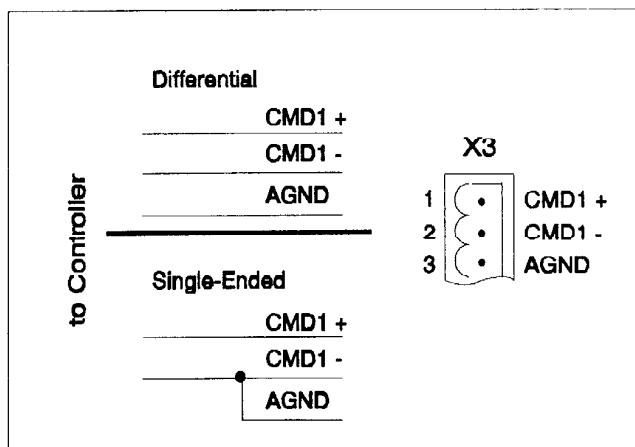 to Controller
Differential
CMD1 +
CMD1 -
AGND
Single-Ended
CMD1 +
CMD1 -
AGND
X3
1 CMD1 +
2 CMD1 -
3 AGND